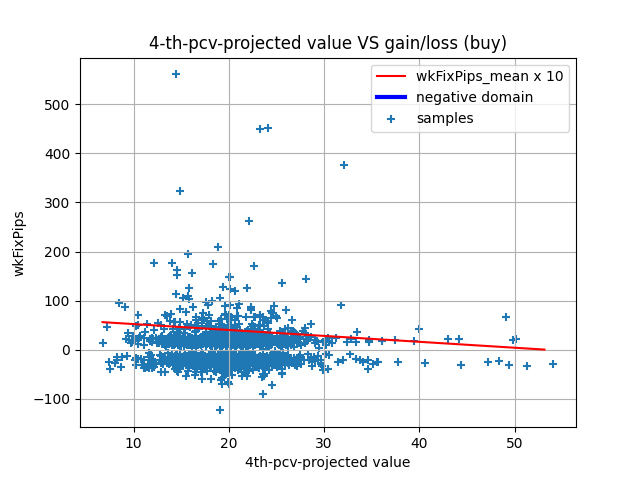 4-th-pcv-projected value VS gain/loss (buy)
wkFixPips_mean x 10
negative domain
samples
wkFixPips
500
400
300
200
100
0
−100
10
20
30
40
50
4th-pcv-projected value